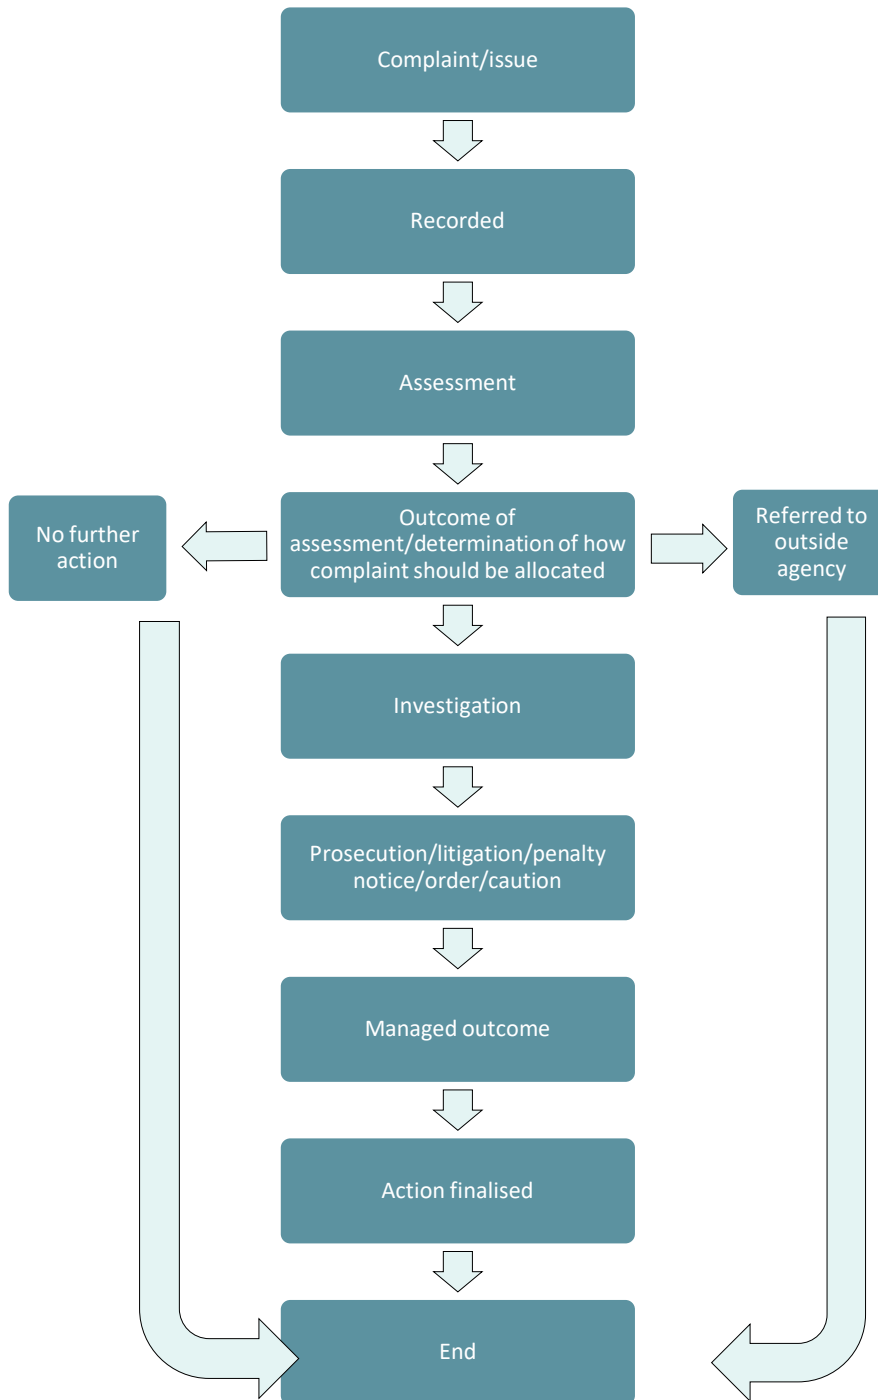 Complaint/issue
Recorded
Assessment
No further
action
Outcome of
assessment/determination of how
complaint should be allocated
Referred to
outside
agency
Investigation
Prosecution/litigation/penalty
notice/order/caution
Managed outcome
Action finalised
End